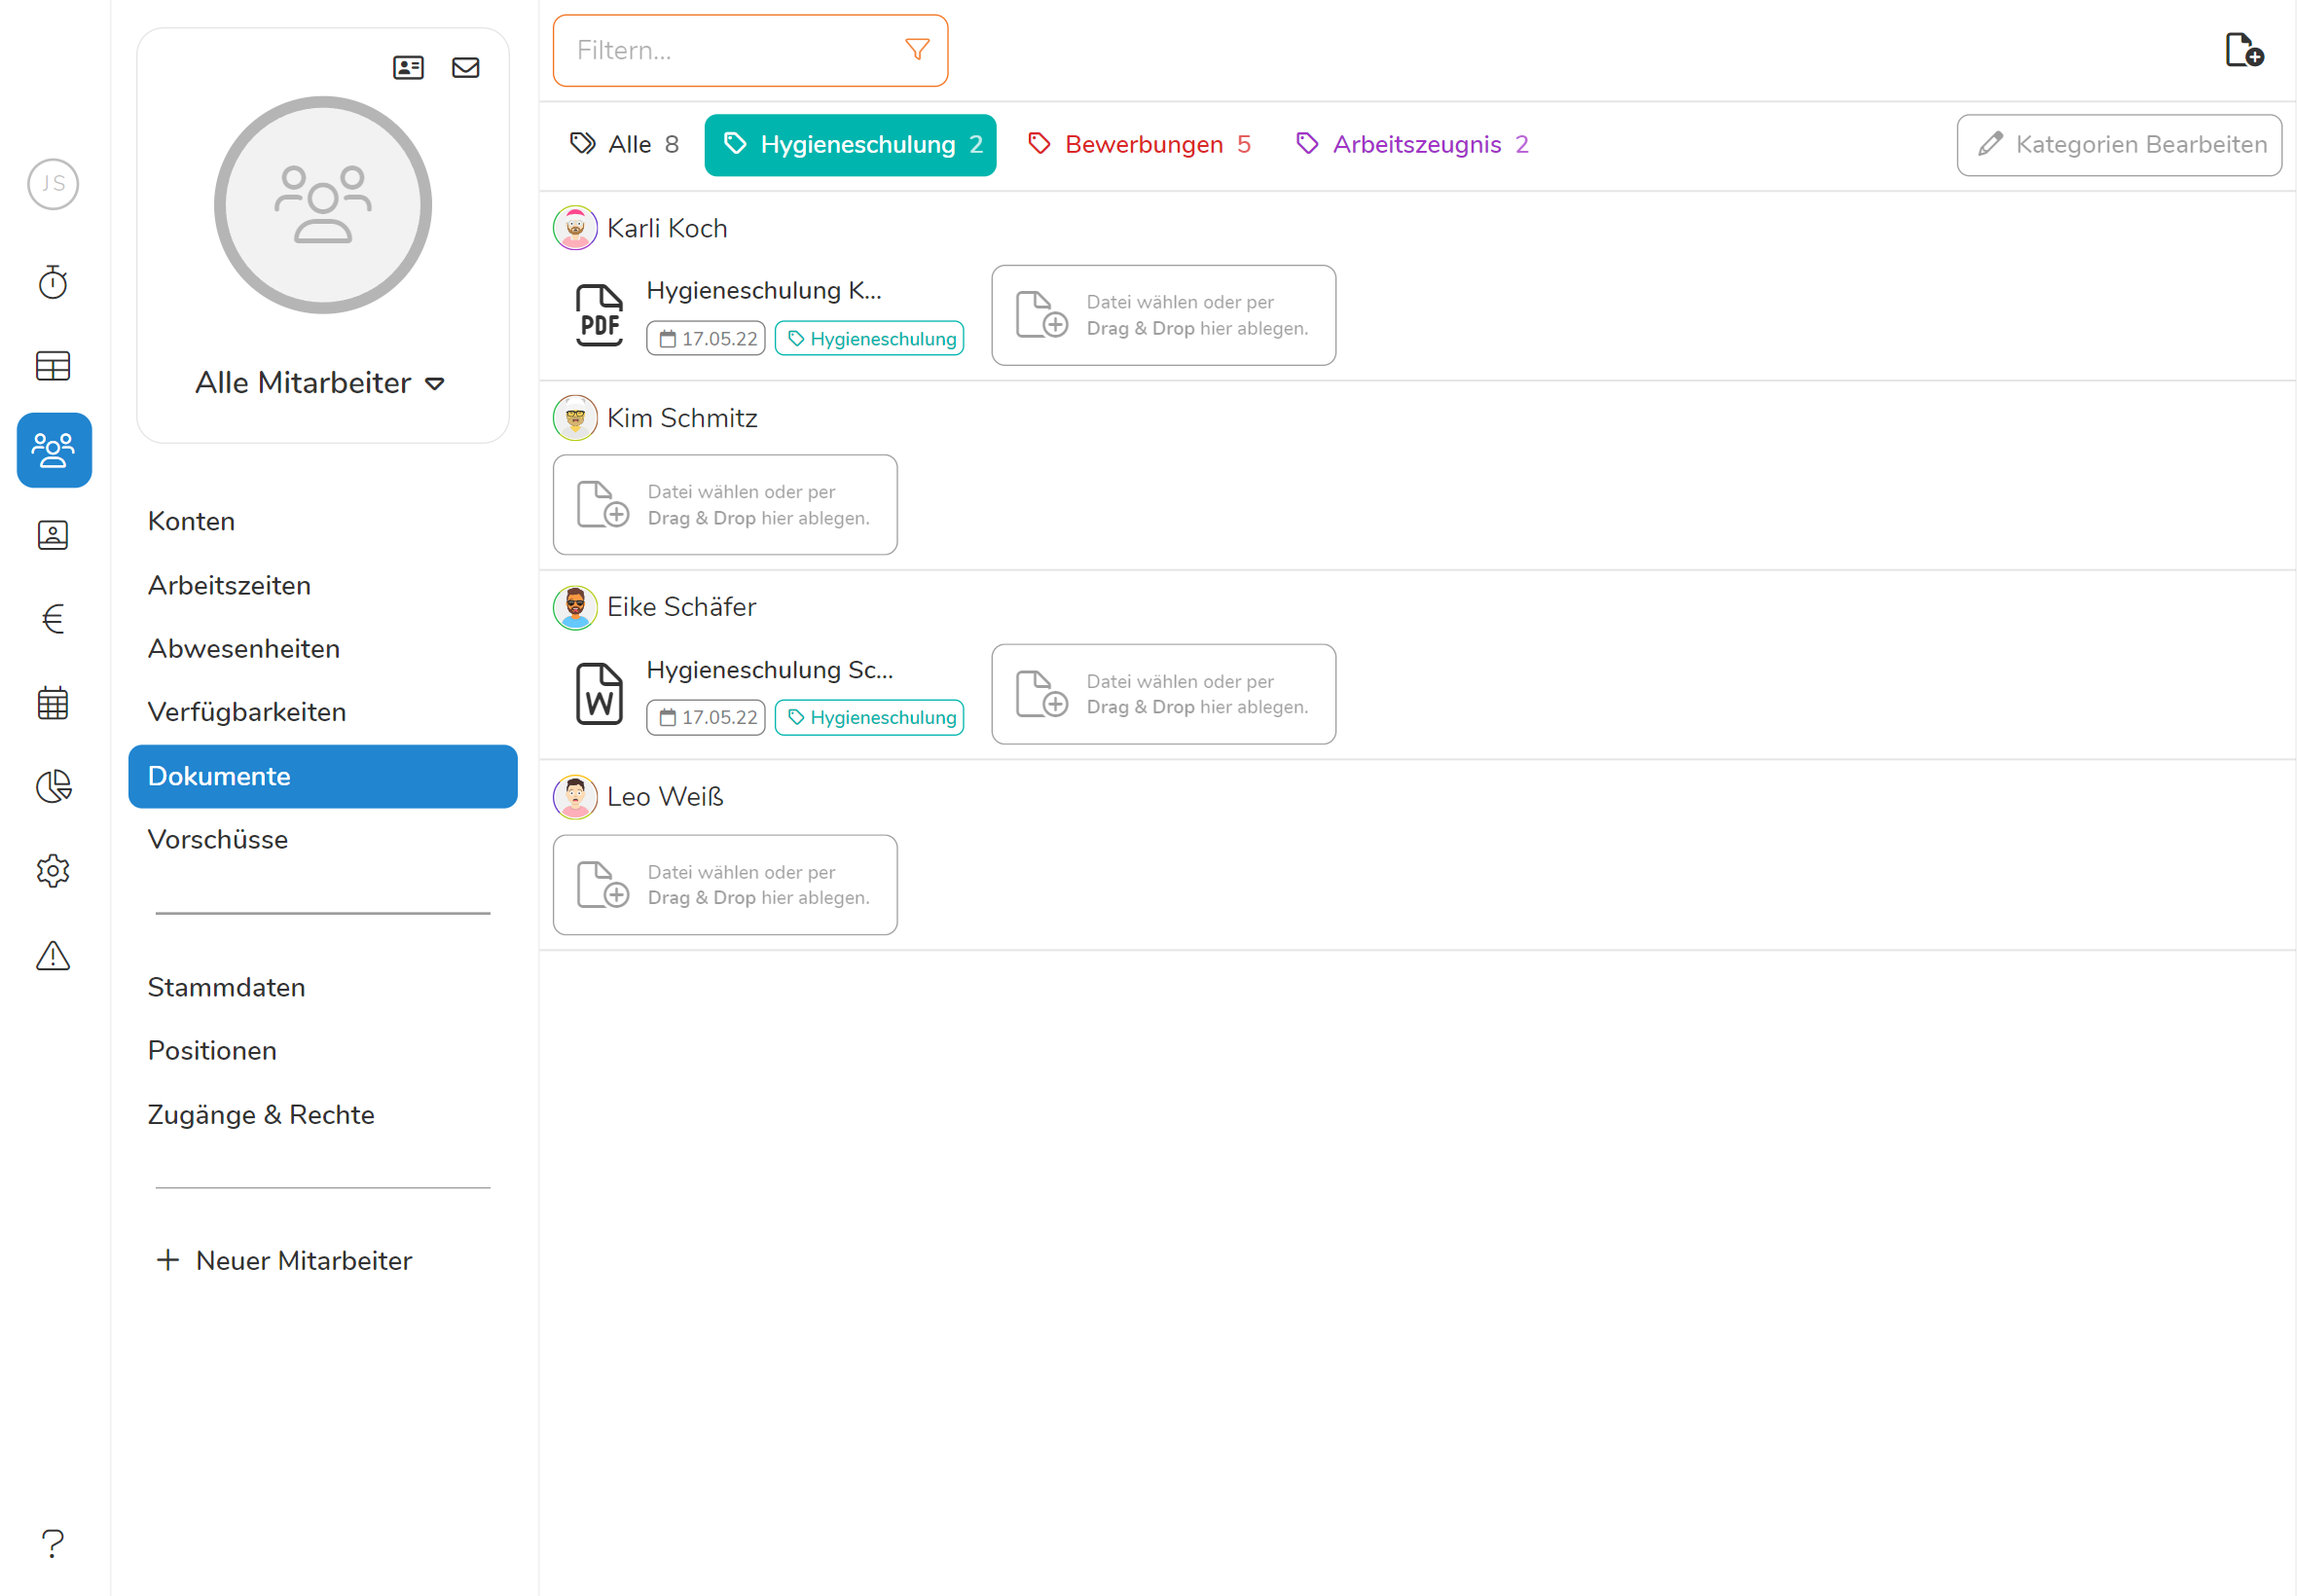 JS
Alle Mitarbeiter
Konten
Arbeitszeiten
Abwesenheiten
Verfügbarkeiten
Dokumente
Vorschüsse
Stammdaten
Positionen
Zugänge & Rechte
Neuer Mitarbeiter
?
Filtern...
Alle 8 Hygieneschulung 2 Bewerbungen 5 Arbeitszeugnis 2 Kategorien Bearbeiten
Karli Koch
PDF
Hygieneschulung K...
17.05.22 Hygieneschulung
Datei wählen oder per
Drag & Drop hier ablegen.
Kim Schmitz
Datei wählen oder per
Drag & Drop hier ablegen.
Eike Schäfer
W
Hygieneschulung Sc...
17.05.22 Hygieneschulung
Datei wählen oder per
Drag & Drop hier ablegen.
Leo Weiß
Datei wählen oder per
Drag & Drop hier ablegen.